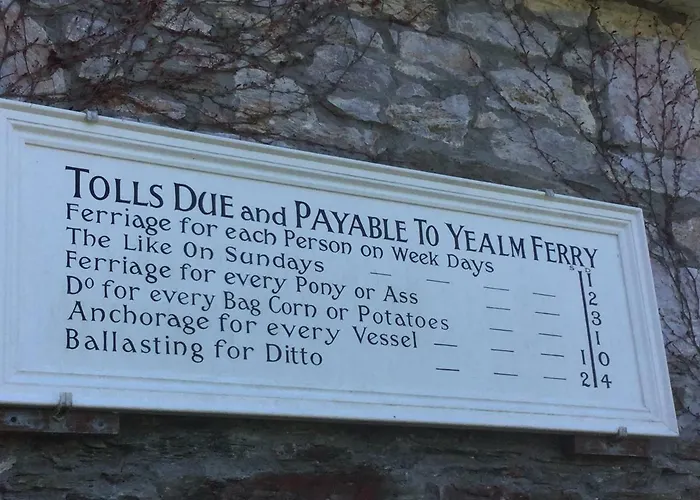 TOLLS DUE and PAYABLE TO YEALM FERRY
S D
Ferriage for each Person on Week Days 1
The Like On Sundays — — — — 2
Ferriage for every Pony or Ass — — 3
Dº for every Bag Corn or Potatoes — — 1
Anchorage for every Vessel — — — 1 0
Ballasting for Ditto — — — 2 4